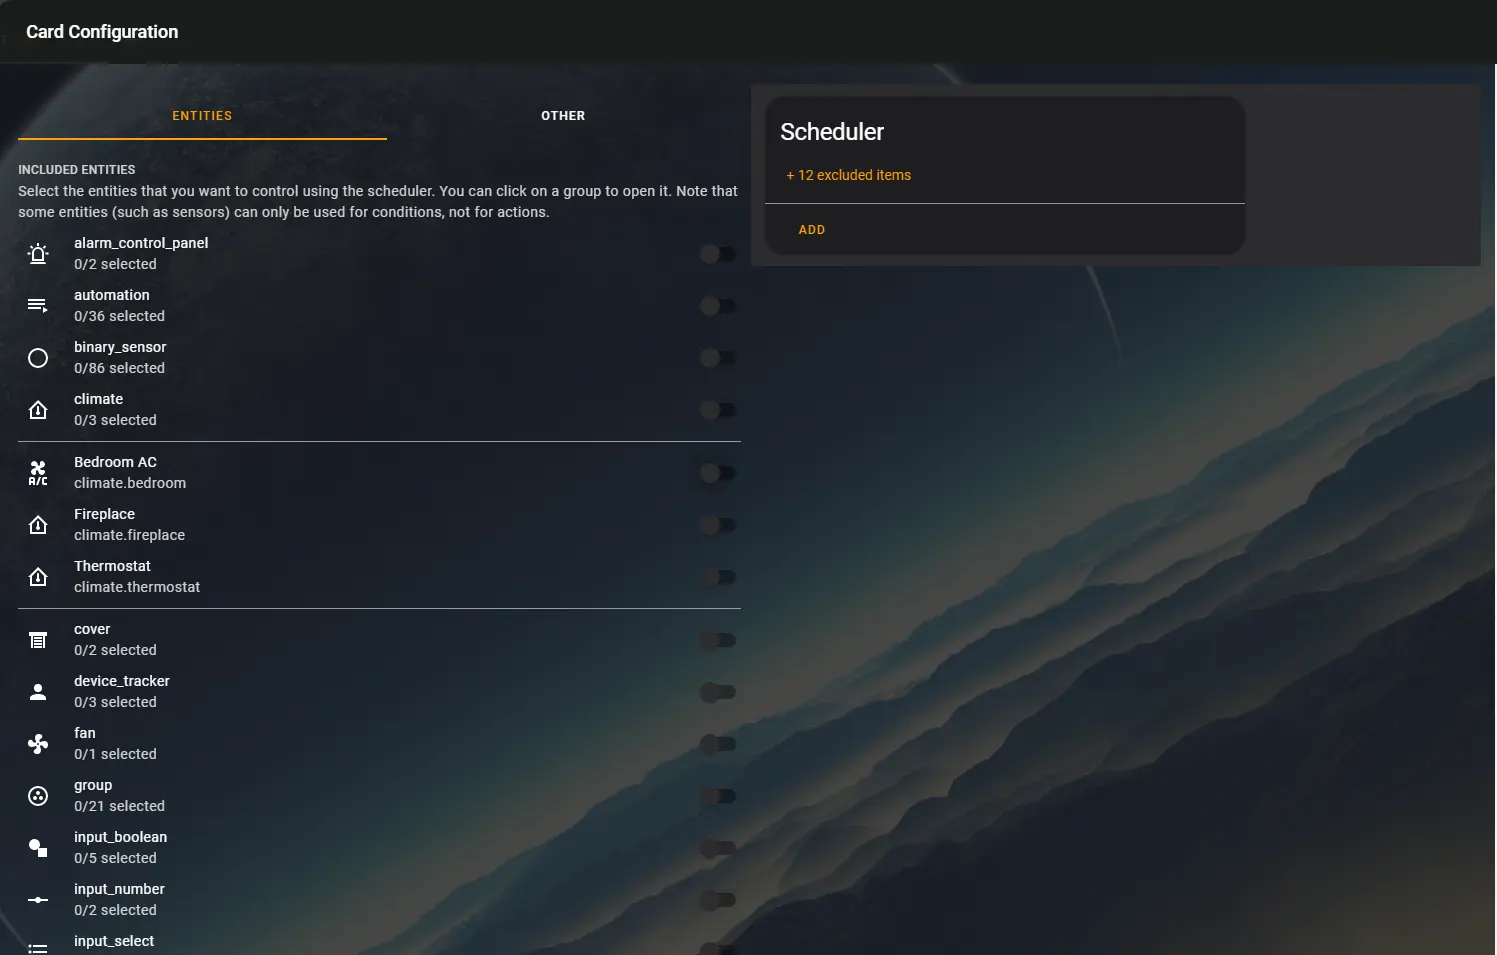 Card Configuration
ENTITIES
OTHER
INCLUDED ENTITIES
Select the entities that you want to control using the scheduler. You can click on a group to open it. Note that
some entities (such as sensors) can only be used for conditions, not for actions.
alarm_control_panel
0/2 selected
automation
0/36 selected
binary_sensor
0/86 selected
climate
0/3 selected
A/C
Bedroom AC
climate.bedroom
Fireplace
climate.fireplace
Thermostat
climate.thermostat
cover
0/2 selected
device_tracker
0/3 selected
fan
0/1 selected
group
0/21 selected
input_boolean
0/5 selected
input_number
0/2 selected
input_select
Scheduler
+ 12 excluded items
ADD